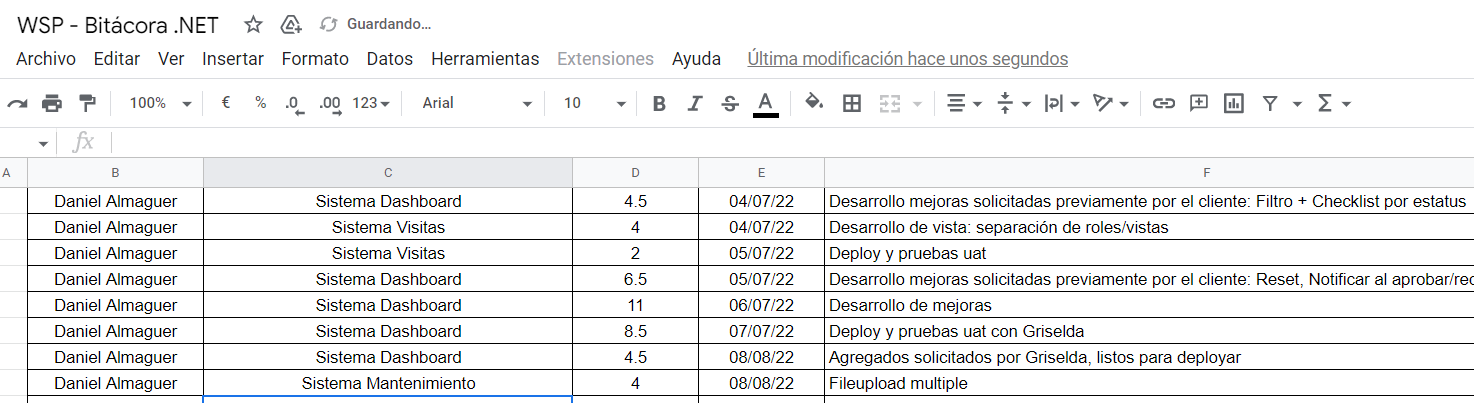 WSP - Bitácora .NET Guardando...
Archivo Editar Ver Insertar Formato Datos Herramientas Extensiones Ayuda Última modificación hace unos segundos
100% € % .0 .00 123 Arial 10 B I S A Σ
fx
A B C D E F
Daniel Almaguer Sistema Dashboard 4.5 04/07/22 Desarrollo mejoras solicitadas previamente por el cliente: Filtro + Checklist por estatus
Daniel Almaguer Sistema Visitas 4 04/07/22 Desarrollo de vista: separación de roles/vistas
Daniel Almaguer Sistema Visitas 2 05/07/22 Deploy y pruebas uat
Daniel Almaguer Sistema Dashboard 6.5 05/07/22 Desarrollo mejoras solicitadas previamente por el cliente: Reset, Notificar al aprobar/rec
Daniel Almaguer Sistema Dashboard 11 06/07/22 Desarrollo de mejoras
Daniel Almaguer Sistema Dashboard 8.5 07/07/22 Deploy y pruebas uat con Griselda
Daniel Almaguer Sistema Dashboard 4.5 08/08/22 Agregados solicitados por Griselda, listos para deployar
Daniel Almaguer Sistema Mantenimiento 4 08/08/22 Fileupload multiple